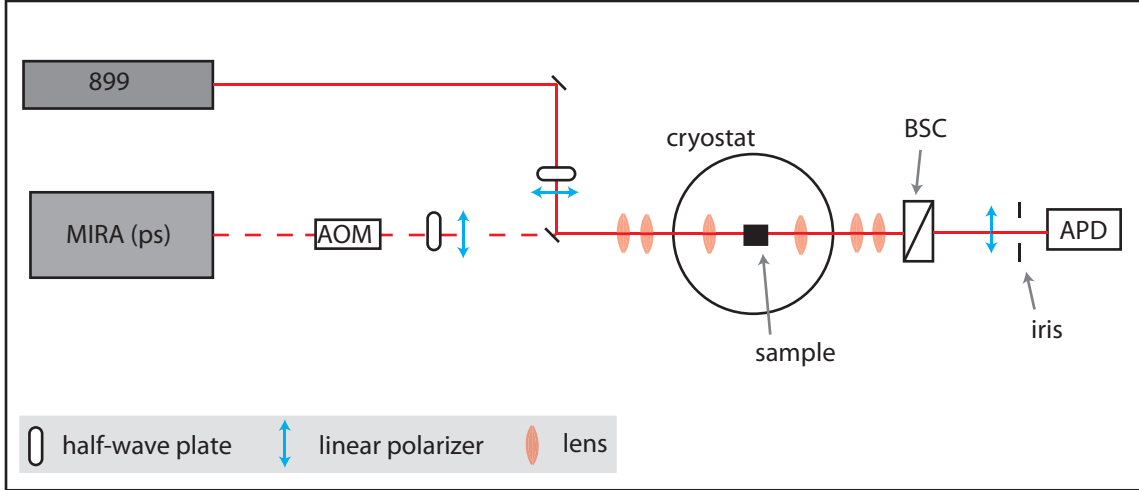 899
BSC
cryostat
MIRA (ps)
AOM
APD
iris
sample
half-wave plate
linear polarizer
lens